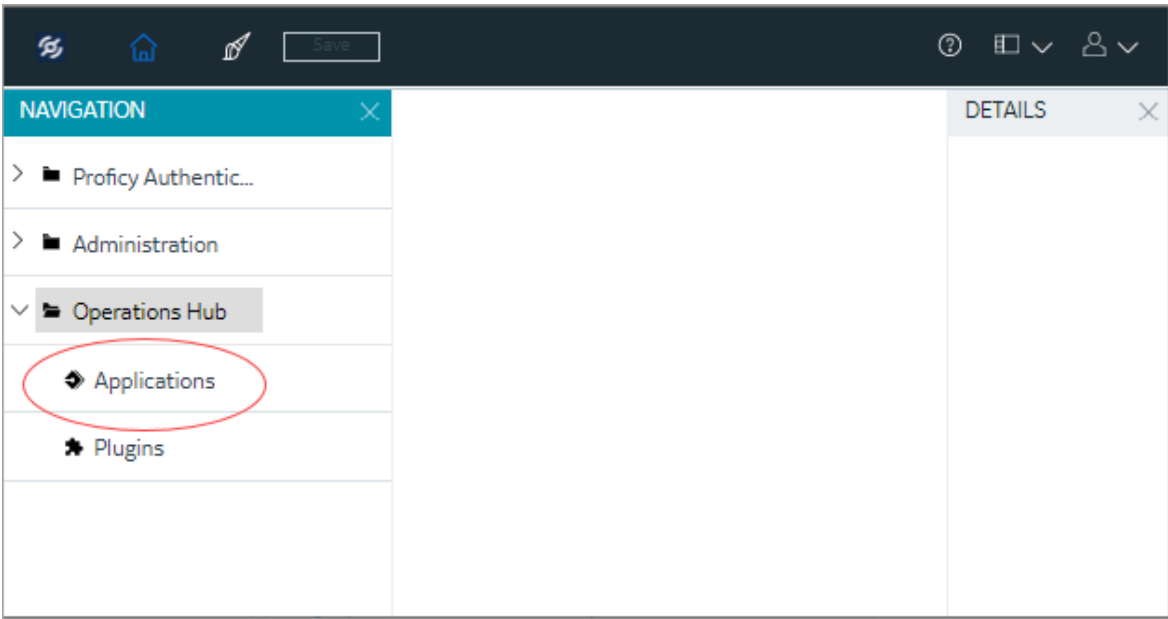 Save
NAVIGATION
DETAILS
Proficy Authentic...
Administration
Operations Hub
Applications
Plugins